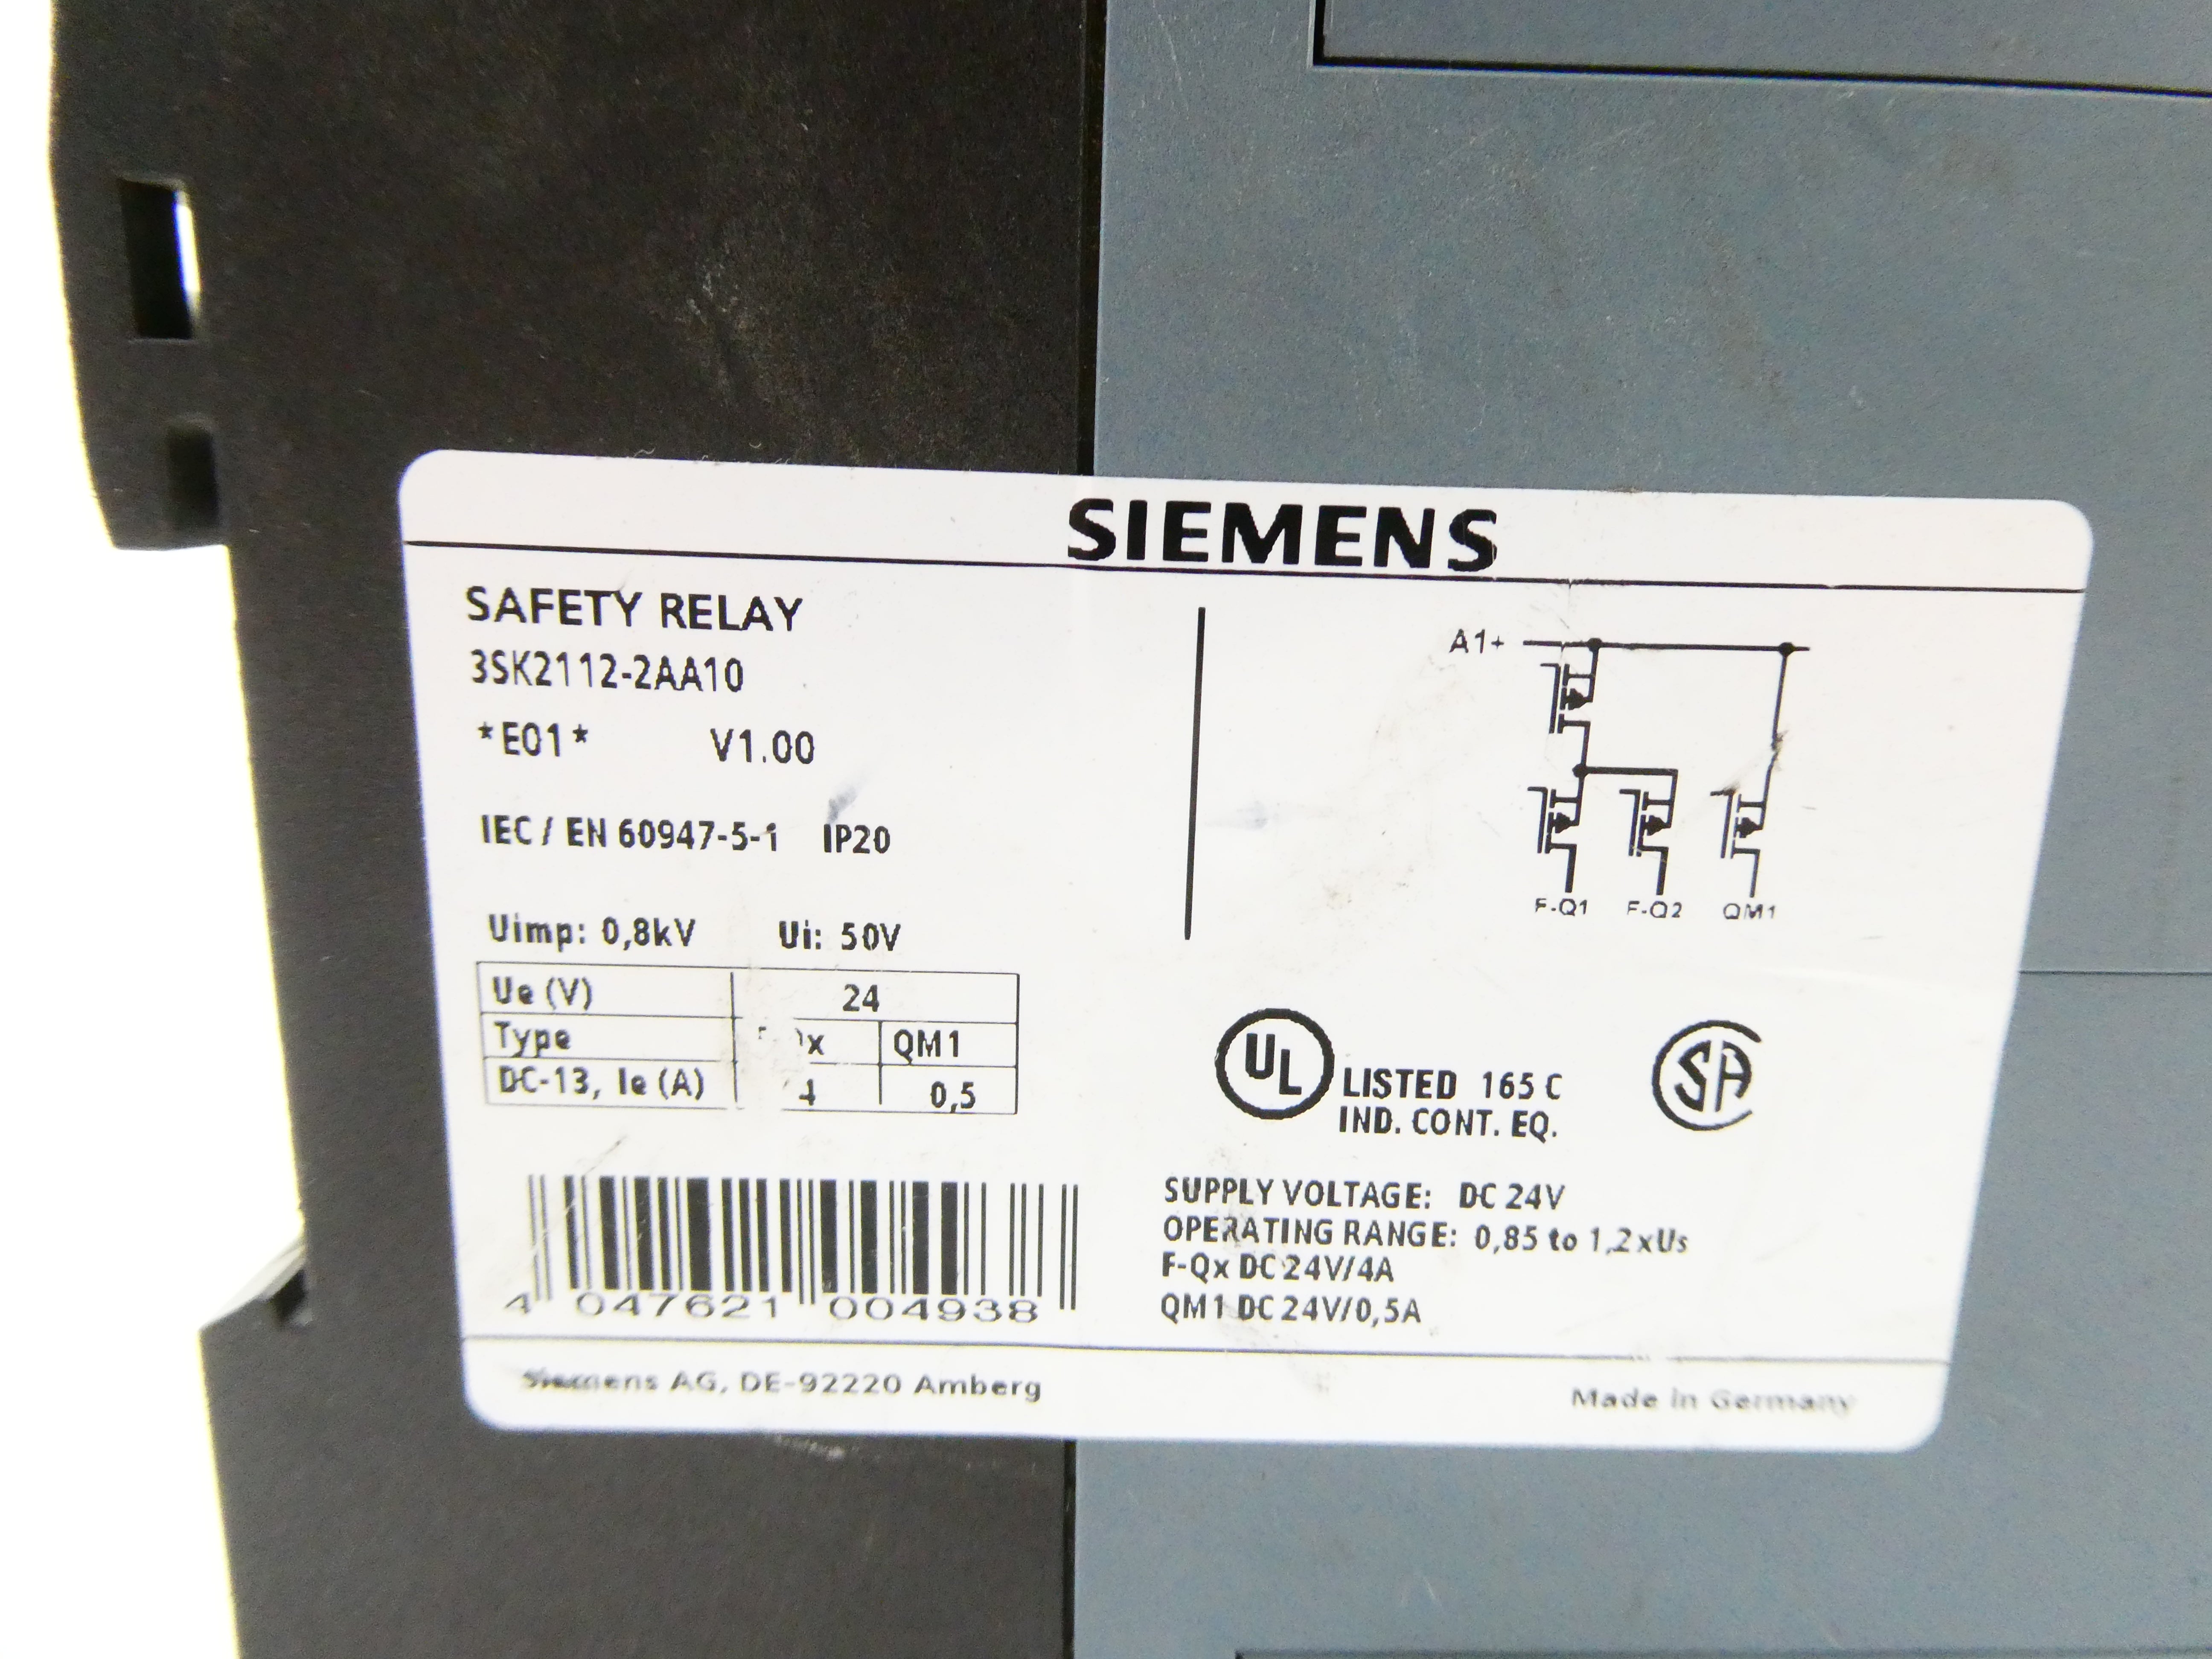 SIEMENS
SAFETY RELAY
3SK2112-2AA10
*E01* V1.00
IEC / EN 60947-5-1 IP20
Uimp: 0,8kV Ui: 50V
Ue (V) 24
Type QM1
DC-13, Ie (A) 4 0,5
4 047621 004938
A1+
F-Q1 F-Q2 QM1
UL LISTED 165 C
IND. CONT. EQ.
SA
SUPPLY VOLTAGE: DC 24V
OPERATING RANGE: 0,85 to 1,2xUs
F-Qx DC 24V/4A
QM1 DC 24V/0,5A
Siemens AG, DE-92220 Amberg
Made in Germany